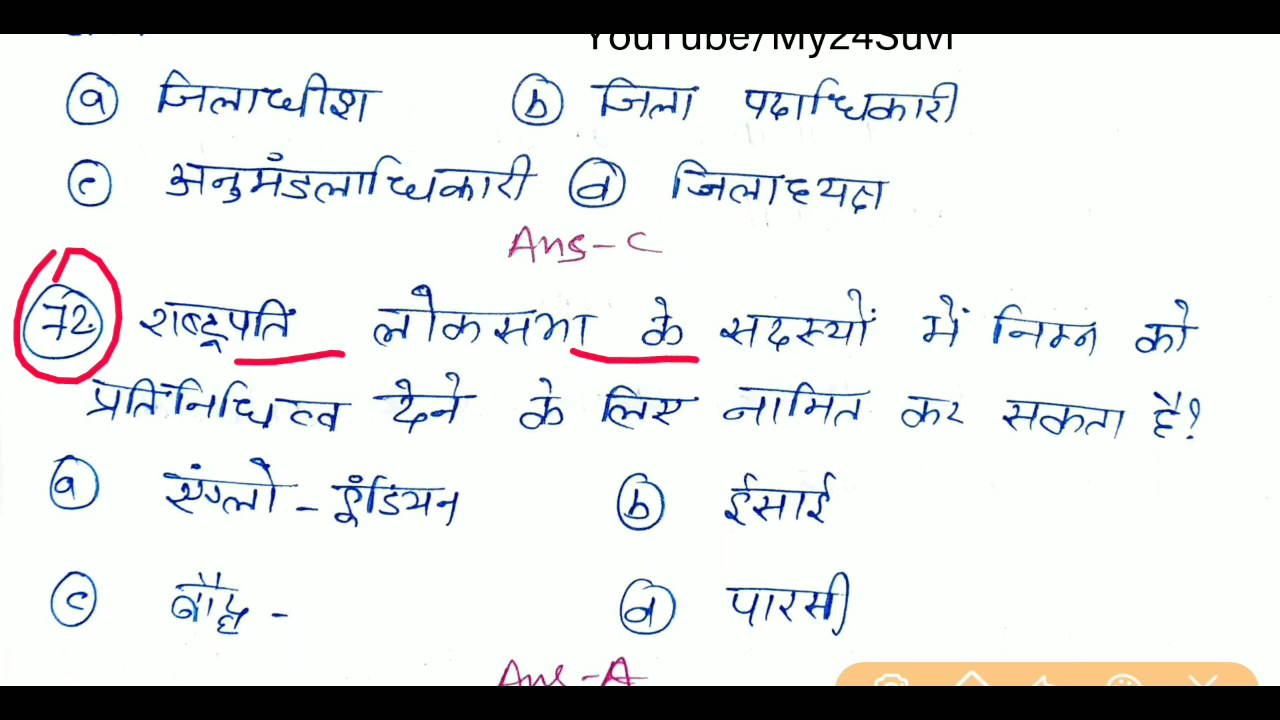 YouTube/My24Suvi
a जिलाधीश b जिला पदाधिकारी
c अनुमंडलाधिकारी d जिलाध्यक्ष
Ans-C
72 राष्ट्रपति लोकसभा के सदस्यों में निम्न को
प्रतिनिधित्व देने के लिए नामित कर सकता है?
a एंग्लो-इंडियन b ईसाई
c बौद्ध - d पारसी
Ans-A